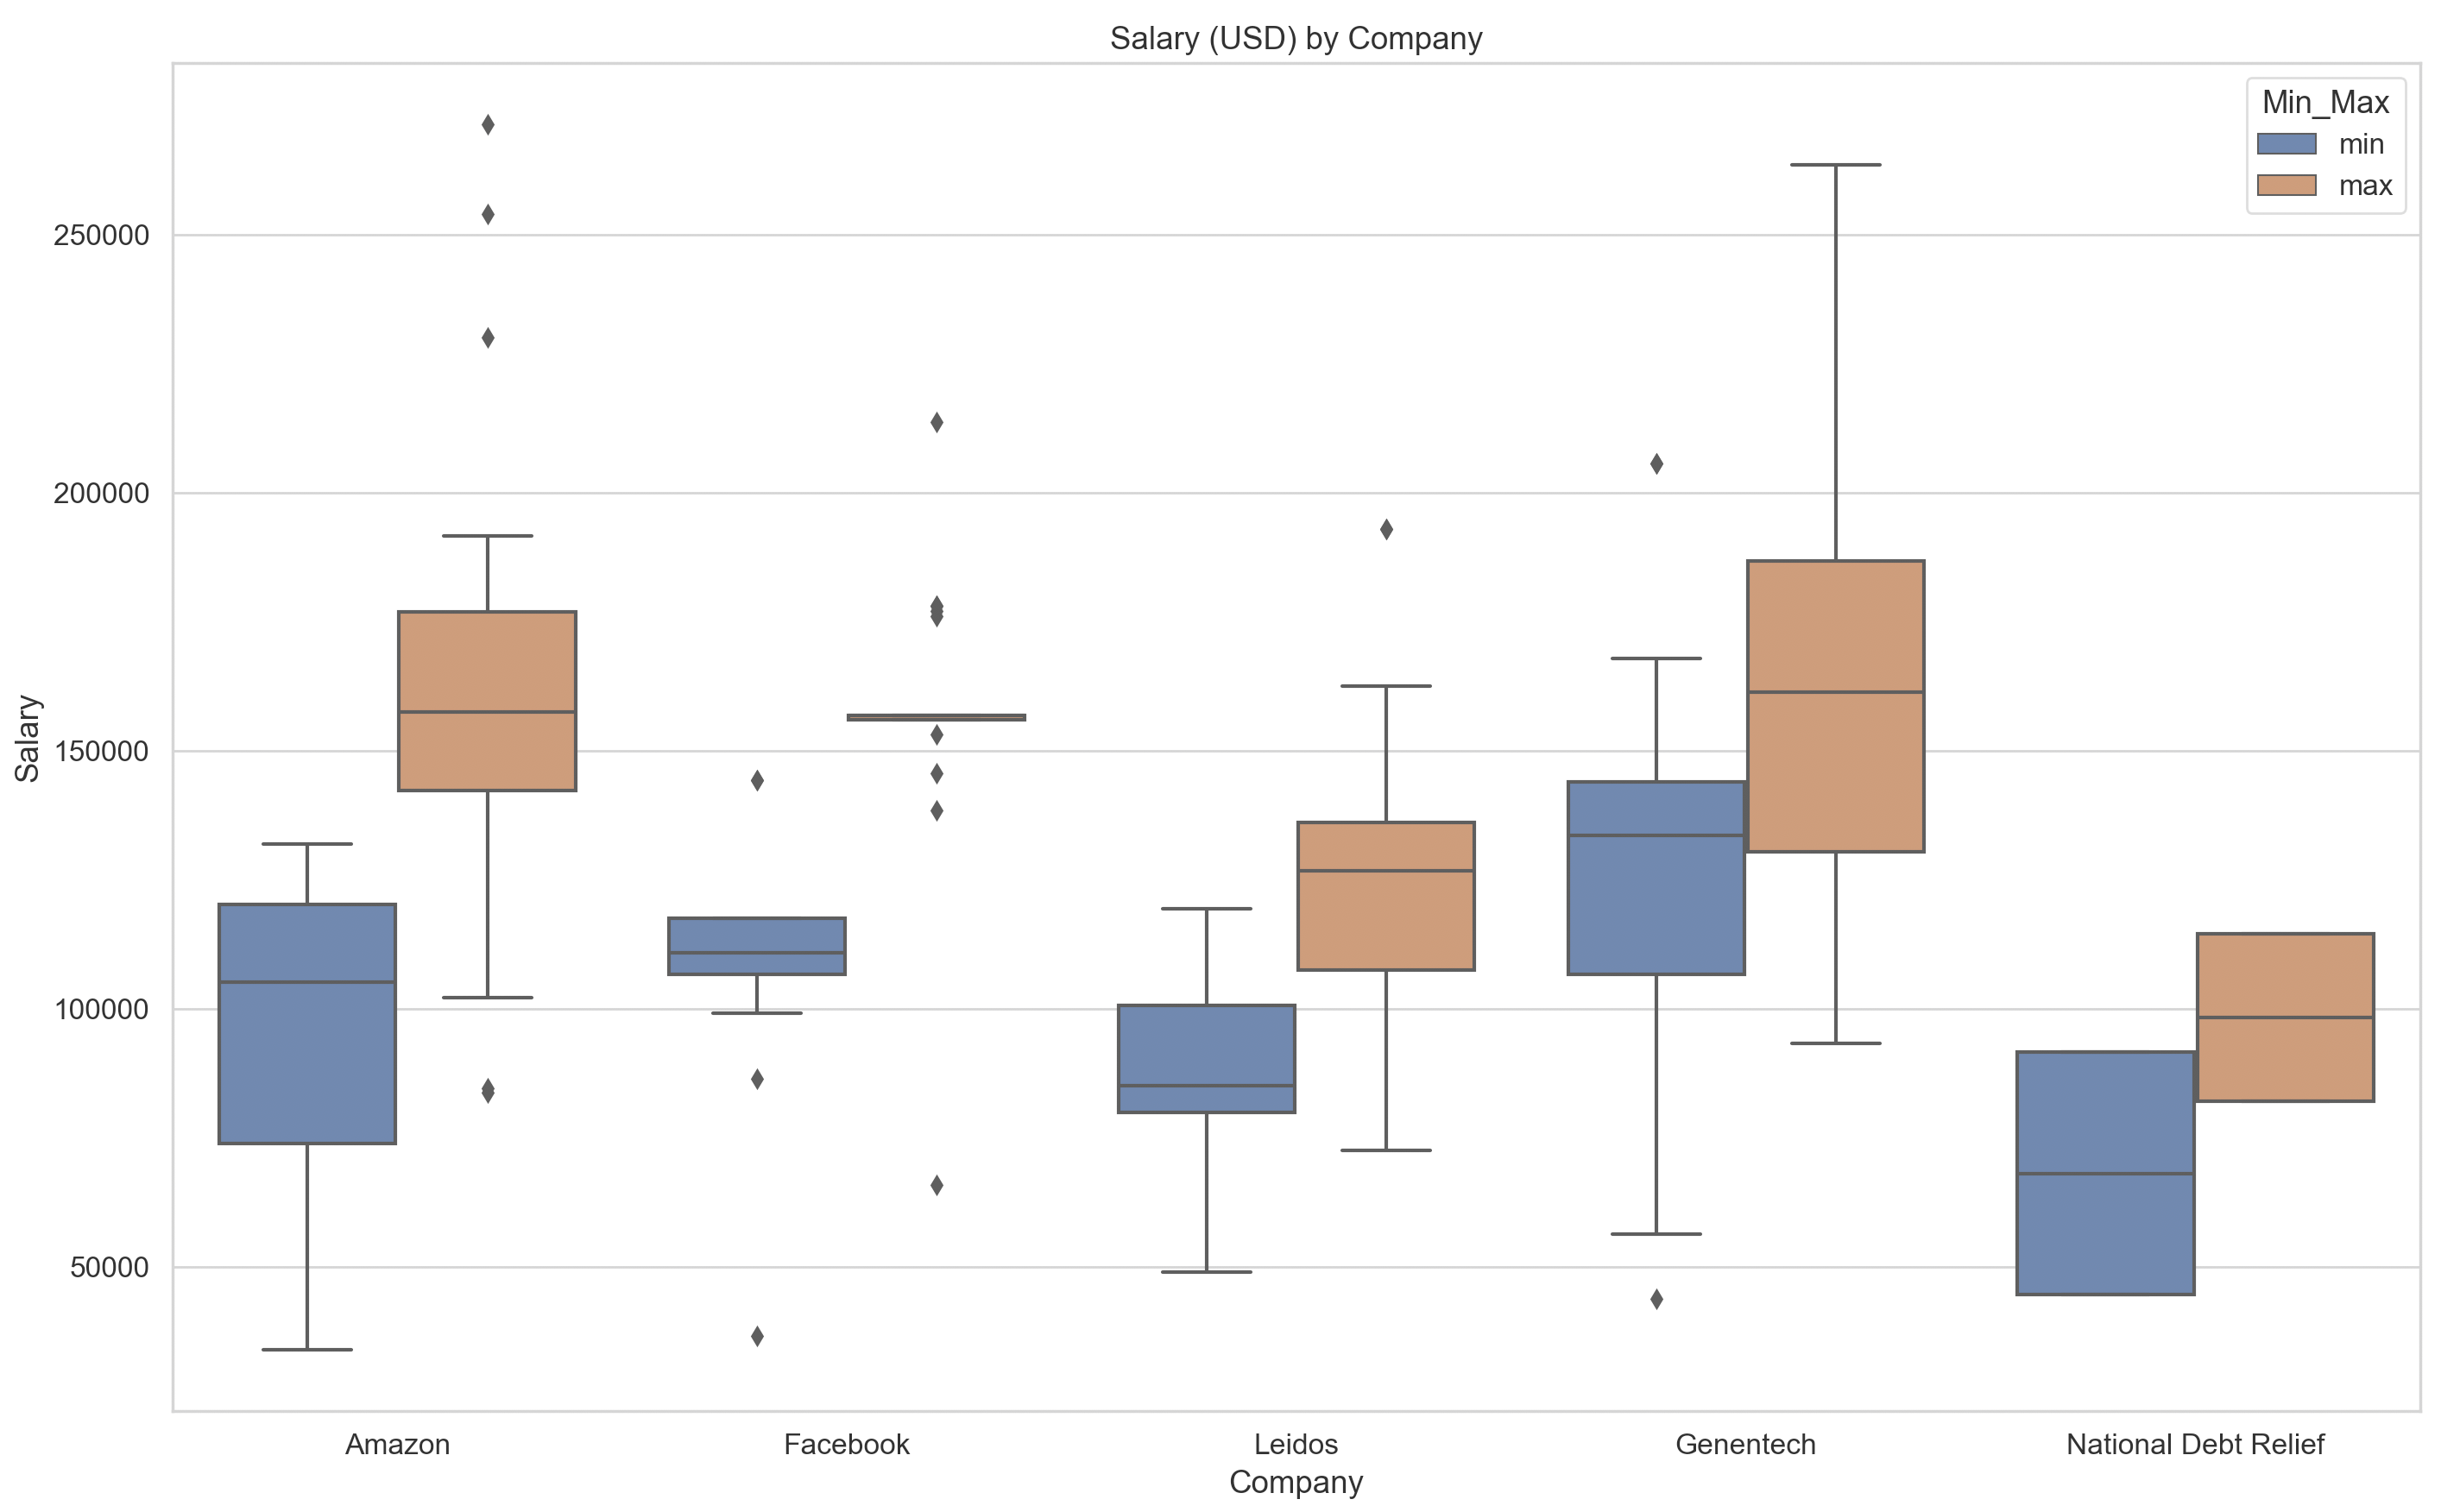 Salary (USD) by Company
Min_Max
min
max
Salary
250000
200000
150000
100000
50000
Amazon
Facebook
Leidos
Genentech
National Debt Relief
Company